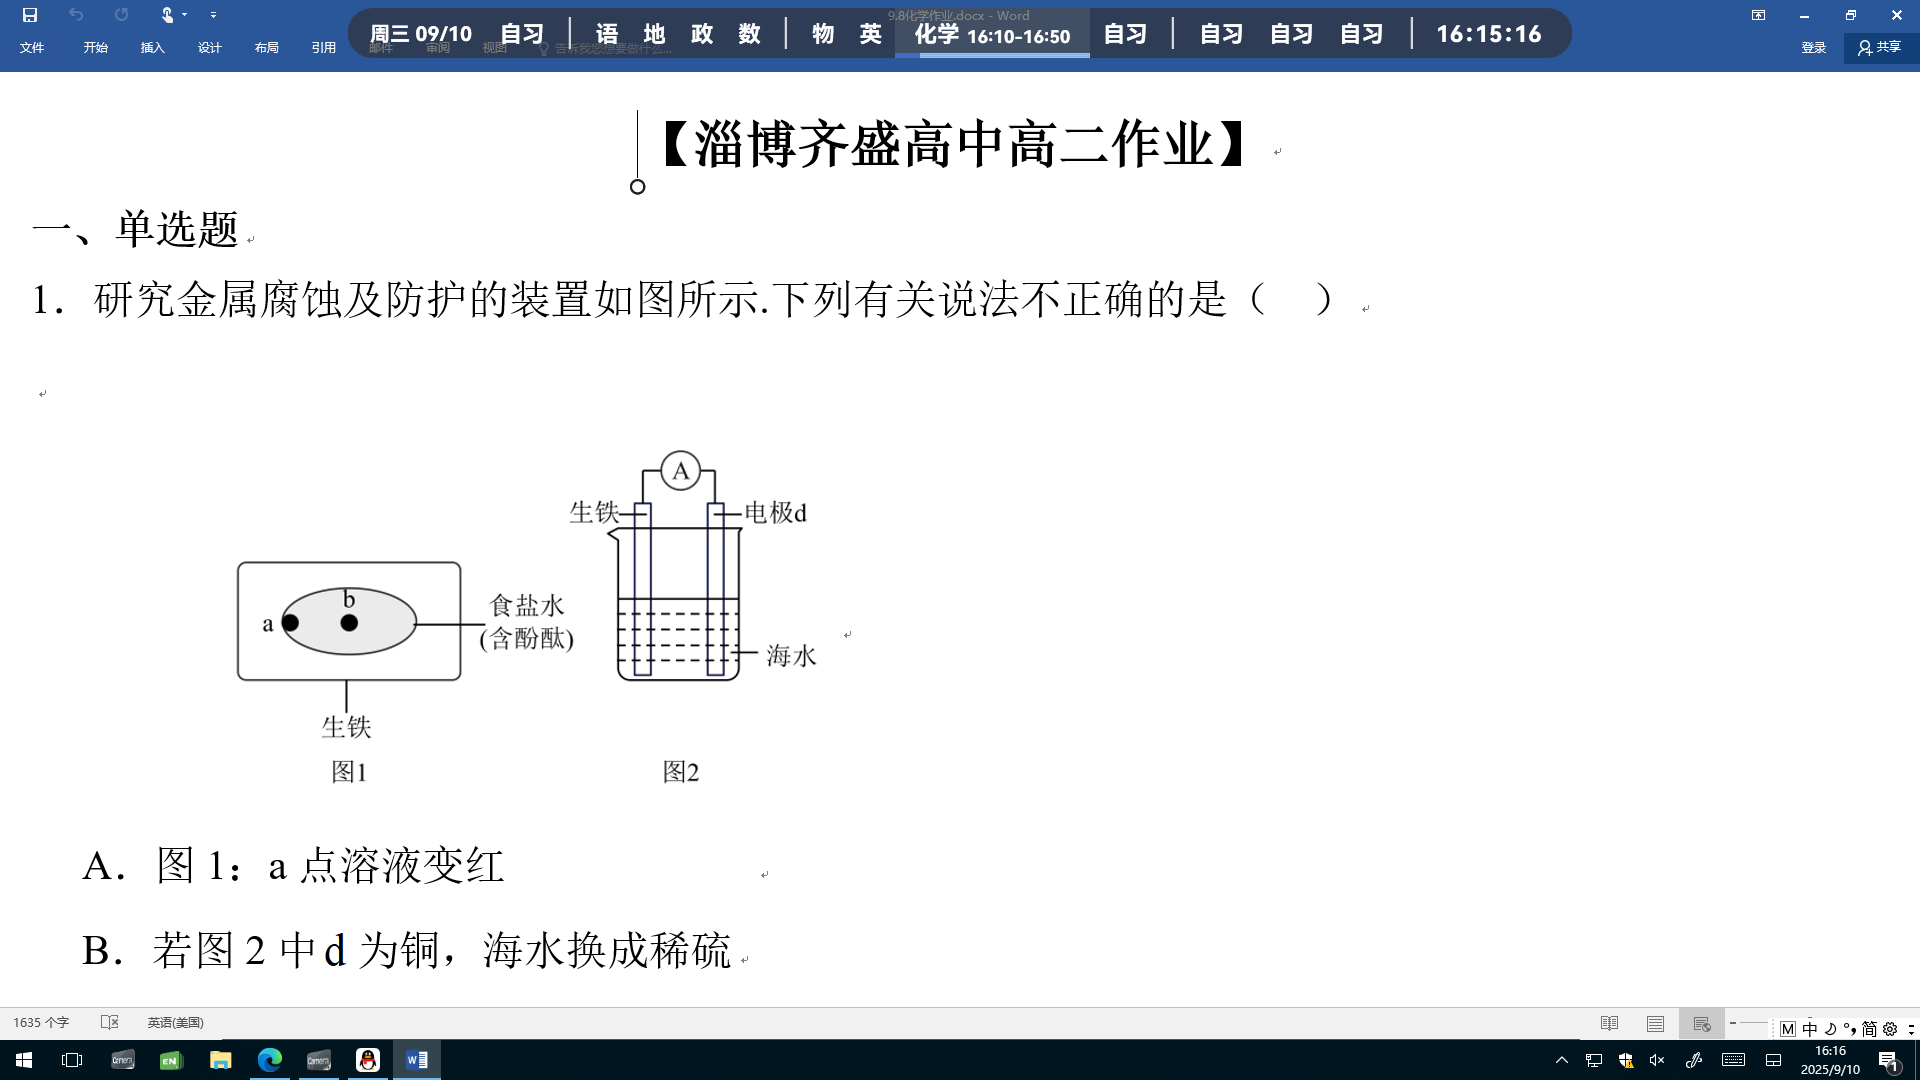 9.8化学作业.docx - Word
周三 09/10 自习 | 语 地 政 数 | 物 英 化学 16:10-16:50 自习 | 自习 自习 自习 | 16:15:16
文件 开始 插入 设计 布局 引用 邮件 审阅 视图 告诉我您想要做什么... 登录 共享
【淄博齐盛高中高二作业】
一、单选题
1．研究金属腐蚀及防护的装置如图所示.下列有关说法不正确的是（ ）
A
生铁 电极d
b
a
食盐水
(含酚酞)
海水
生铁
图1 图2
A．图 1：a 点溶液变红
B．若图 2 中 d 为铜，海水换成稀硫
1635 个字 英语(美国)
M 中 简
Camera EN Camera W
16:16
2025/9/10
1